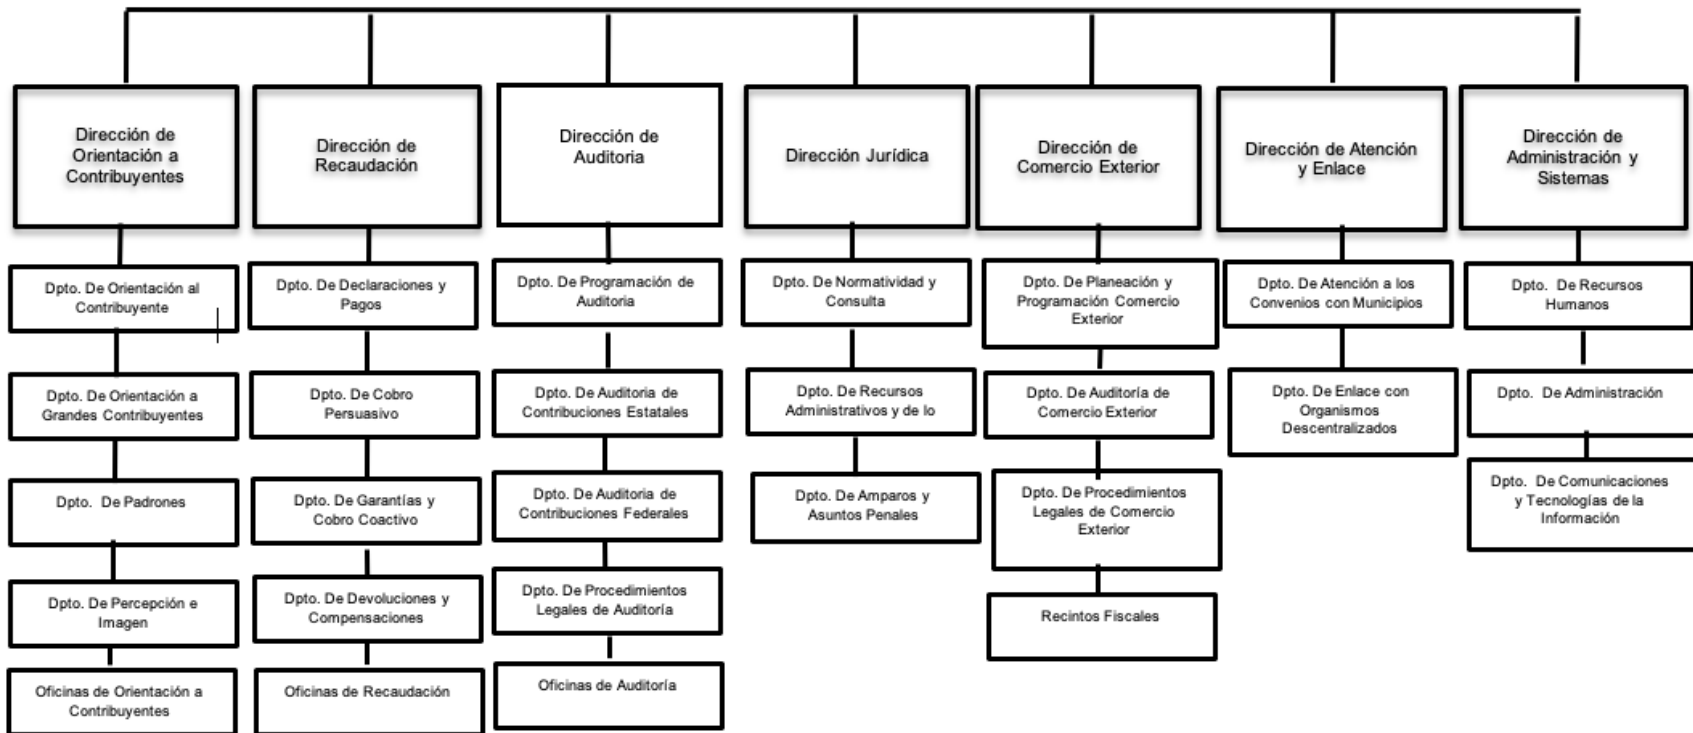 Dirección de
Orientación a
Contribuyentes
Dirección de
Recaudación
Dirección de
Auditoria
Dirección Jurídica
Dirección de
Comercio Exterior
Dirección de Atención
y Enlace
Dirección de
Administración y
Sistemas
Dpto. De Orientación al
Contribuyente
Dpto. De Declaraciones y
Pagos
Dpto. De Programación de
Auditoria
Dpto. De Normatividad y
Consulta
Dpto. De Planeación y
Programación Comercio
Exterior
Dpto. De Atención a los
Convenios con Municipios
Dpto. De Recursos
Humanos
Dpto. De Orientación a
Grandes Contribuyentes
Dpto. De Cobro
Persuasivo
Dpto. De Auditoria de
Contribuciones Estatales
Dpto. De Recursos
Administrativos y de lo
Dpto. De Auditoría de
Comercio Exterior
Dpto. De Enlace con
Organismos
Descentralizados
Dpto. De Administración
Dpto. De Padrones
Dpto. De Garantías y
Cobro Coactivo
Dpto. De Auditoria de
Contribuciones Federales
Dpto. De Amparos y
Asuntos Penales
Dpto. De Procedimientos
Legales de Comercio
Exterior
Dpto. De Comunicaciones
y Tecnologías de la
Información
Dpto. De Percepción e
Imagen
Dpto. De Devoluciones y
Compensaciones
Dpto. De Procedimientos
Legales de Auditoría
Recintos Fiscales
Oficinas de Orientación a
Contribuyentes
Oficinas de Recaudación
Oficinas de Auditoría